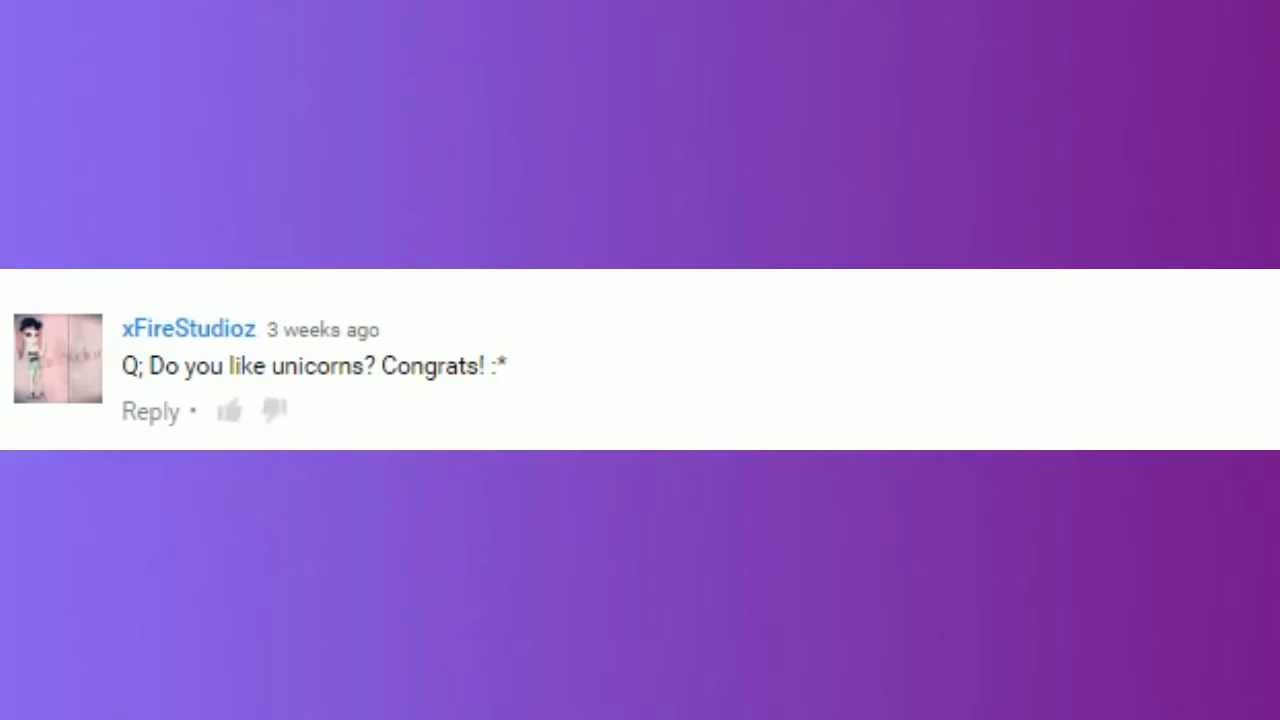 xFireStudioz 3 weeks ago
Q; Do you like unicorns? Congrats! :*
Reply •